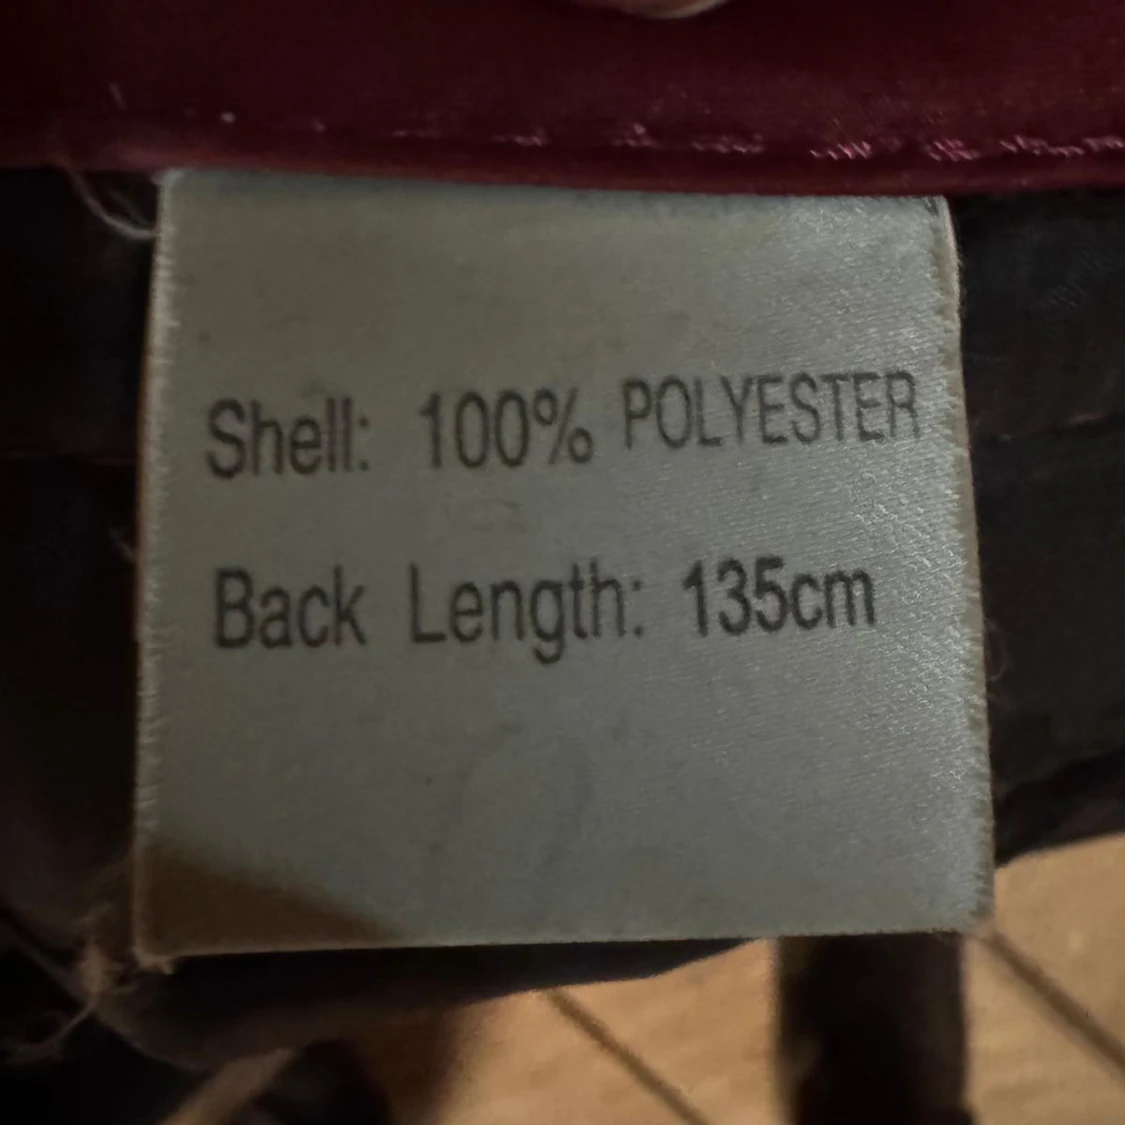 Shell: 100% POLYESTER
Back Length: 135cm